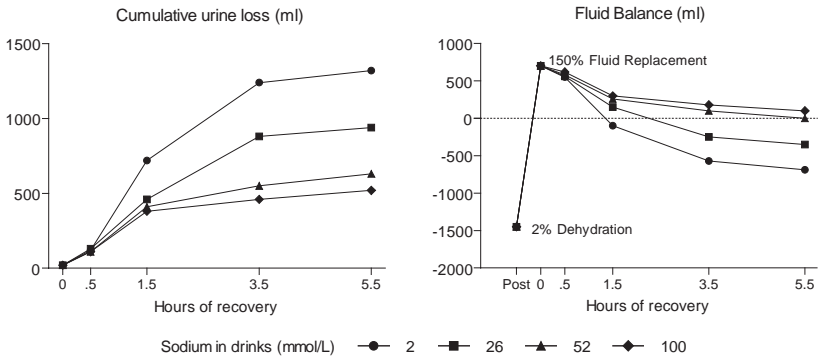 Cumulative urine loss (ml)
1500
1000
500
0
0 .5 1.5 3.5 5.5
Hours of recovery
Fluid Balance (ml)
1000
500
0
-500
-1000
-1500
-2000
150% Fluid Replacement
2% Dehydration
Post 0 .5 1.5 3.5 5.5
Hours of recovery
Sodium in drinks (mmol/L) 2 26 52 100